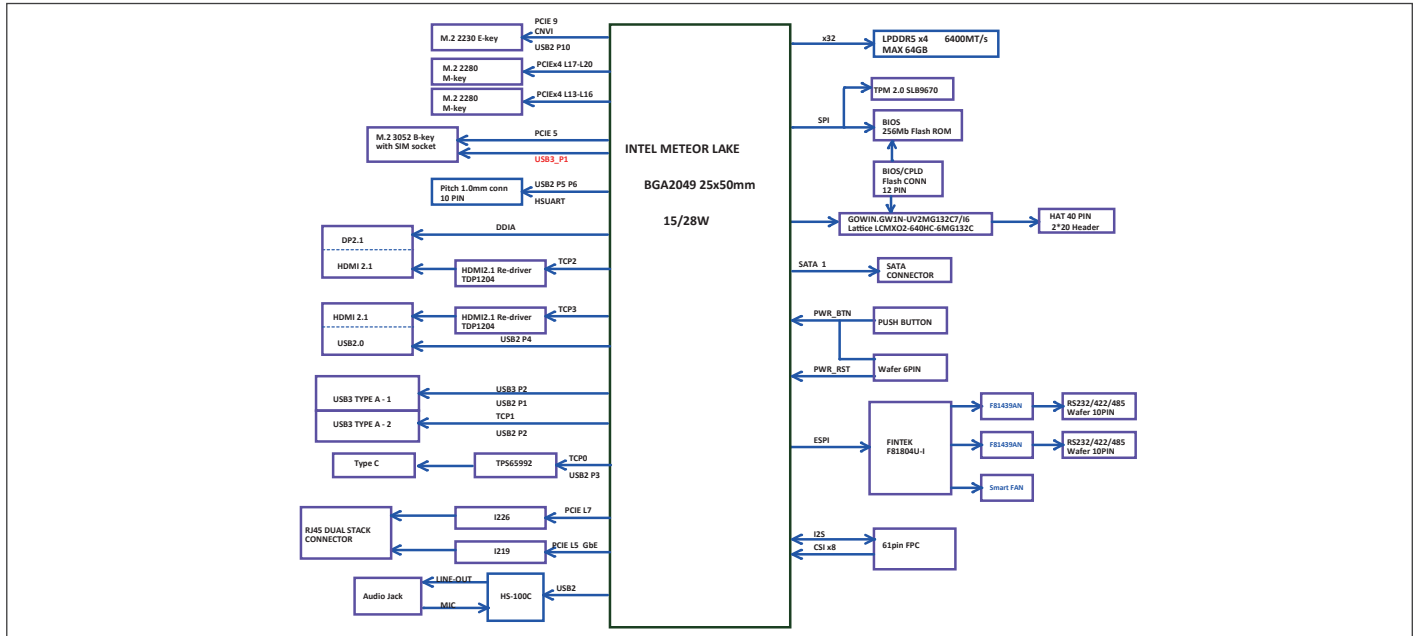 PCIE 9
CNVI
M.2 2230 E-key
USB2 P10
M.2 2280
M-key
PCIEx4 L17-L20
M.2 2280
M-key
PCIEx4 L13-L16
M.2 3052 B-key
with SIM socket
PCIE 5
USB3_P1
Pitch 1.0mm conn
10 PIN
USB2 P5 P6
HSUART
DP2.1
HDMI 2.1
DDIA
HDMI2.1 Re-driver
TDP1204
TCP2
HDMI 2.1
USB2.0
HDMI2.1 Re-driver
TDP1204
TCP3
USB2 P4
USB3 TYPE A - 1
USB3 P2
USB2 P1
USB3 TYPE A - 2
TCP1
USB2 P2
Type C
TPS65992
TCP0
USB2 P3
RJ45 DUAL STACK
CONNECTOR
I226
PCIE L7
I219
PCIE L5 GbE
Audio Jack
LINE-OUT
MIC
HS-100C
USB2
INTEL METEOR LAKE
BGA2049 25x50mm
15/28W
x32
LPDDR5 x4 6400MT/s
MAX 64GB
SPI
TPM 2.0 SLB9670
BIOS
256Mb Flash ROM
BIOS/CPLD
Flash CONN
12 PIN
GOWIN.GW1N-UV2MG132C7/I6
Lattice LCMXO2-640HC-6MG132C
HAT 40 PIN
2*20 Header
SATA 1
SATA
CONNECTOR
PWR_BTN
PUSH BUTTON
PWR_RST
Wafer 6PIN
ESPI
FINTEK
F81804U-I
F81439AN
RS232/422/485
Wafer 10PIN
F81439AN
RS232/422/485
Wafer 10PIN
Smart FAN
I2S
CSI x8
61pin FPC